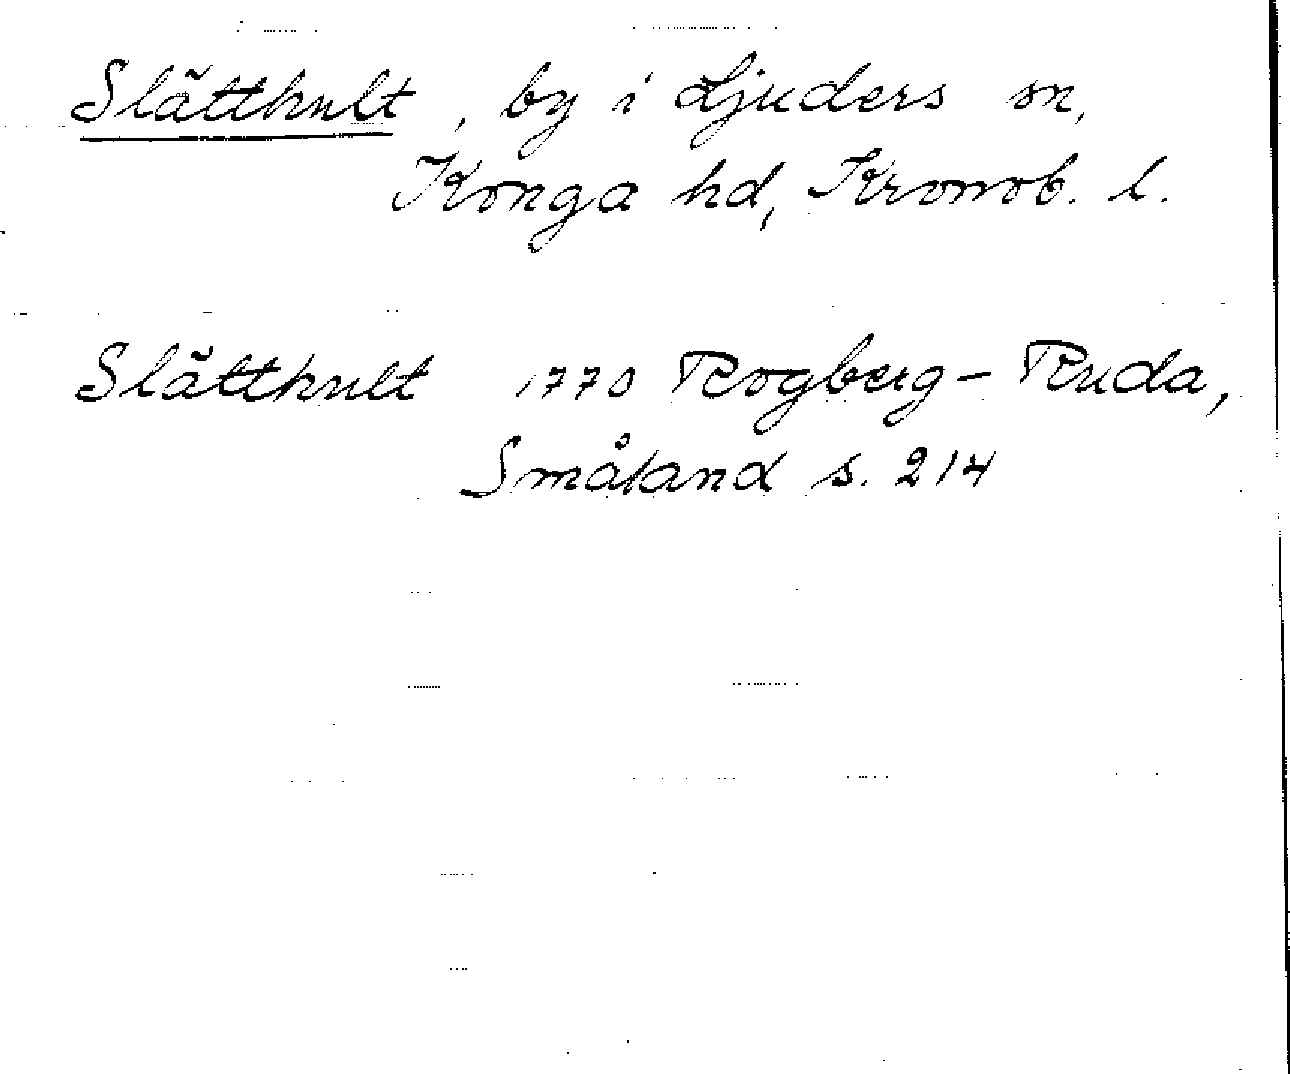 Slätthult, by i Ljuders sn,
Konga hd, Kronob. l.
Slätthult 1770 Rogberg-Ruda,
Småland s. 214